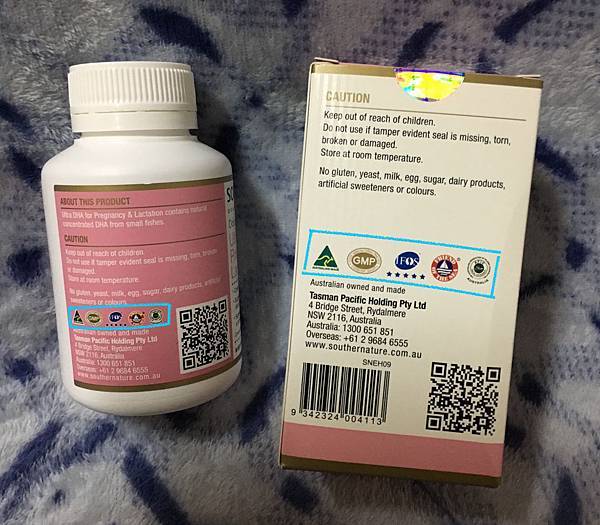 ABOUT THIS PRODUCT
Ultra DHA for Pregnancy & Lactation contains natural
concentrated DHA from small fishes.
CAUTION
Keep out of reach of children.
Do not use if tamper evident seal is missing, torn, broken
or damaged.
Store at room temperature.
No gluten, yeast, milk, egg, sugar, dairy products, artificial
sweeteners or colours.
GMP
IFOS
Australian owned and made
Tasman Pacific Holding Pty Ltd
4 Bridge Street, Rydalmere
NSW 2116, Australia
Australia: 1300 651 851
Overseas: +61 2 9684 6555
www.southernature.com.au
CAUTION
Keep out of reach of children.
Do not use if tamper evident seal is missing, torn,
broken or damaged.
Store at room temperature.
No gluten, yeast, milk, egg, sugar, dairy products,
artificial sweeteners or colours.
GMP
IFOS
Australian owned and made
Tasman Pacific Holding Pty Ltd
4 Bridge Street, Rydalmere
NSW 2116, Australia
Australia: 1300 651 851
Overseas: +61 2 9684 6555
www.southernature.com.au
SNEH09
9 342324 004113